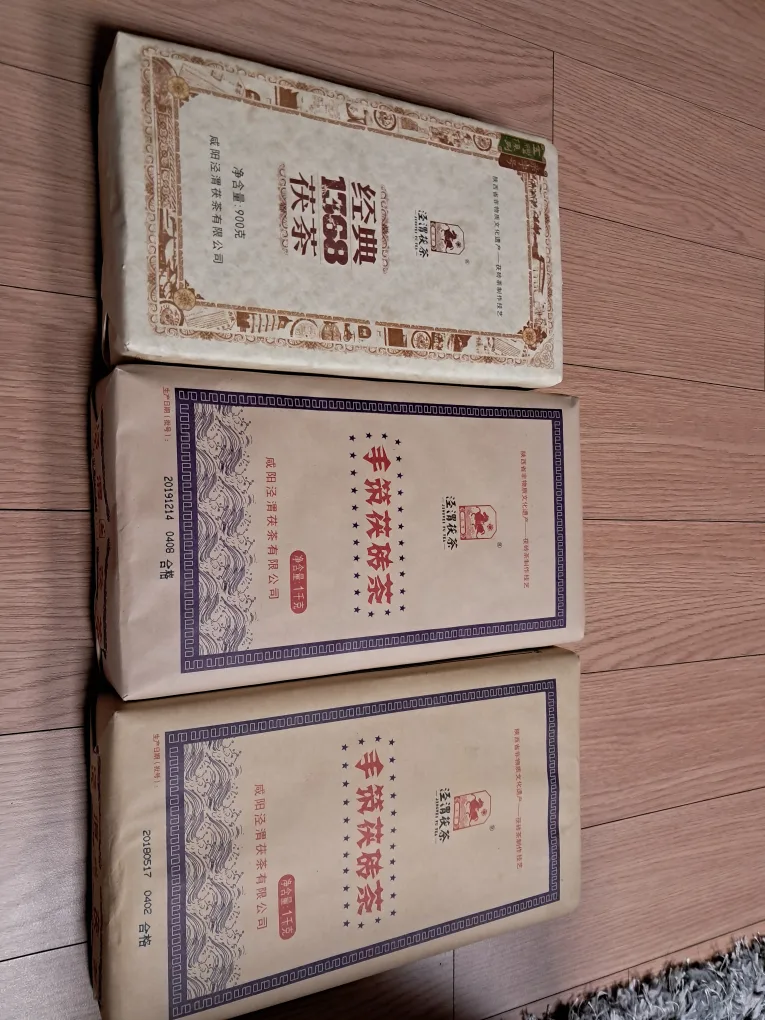 陕西省非物质文化遗产——茯砖茶制作技艺
泾渭茯茶
经典
1368
茯茶
净含量:900克
咸阳泾渭茯茶有限公司
陕西省非物质文化遗产——茯砖茶制作技艺
泾渭茯茶
手筑茯砖茶
净含量:1千克
咸阳泾渭茯茶有限公司
生产日期(批号):
20191214 0408 合格
陕西省非物质文化遗产——茯砖茶制作技艺
泾渭茯茶
手筑茯砖茶
净含量:1千克
咸阳泾渭茯茶有限公司
生产日期(批号):
20180517 0402 合格